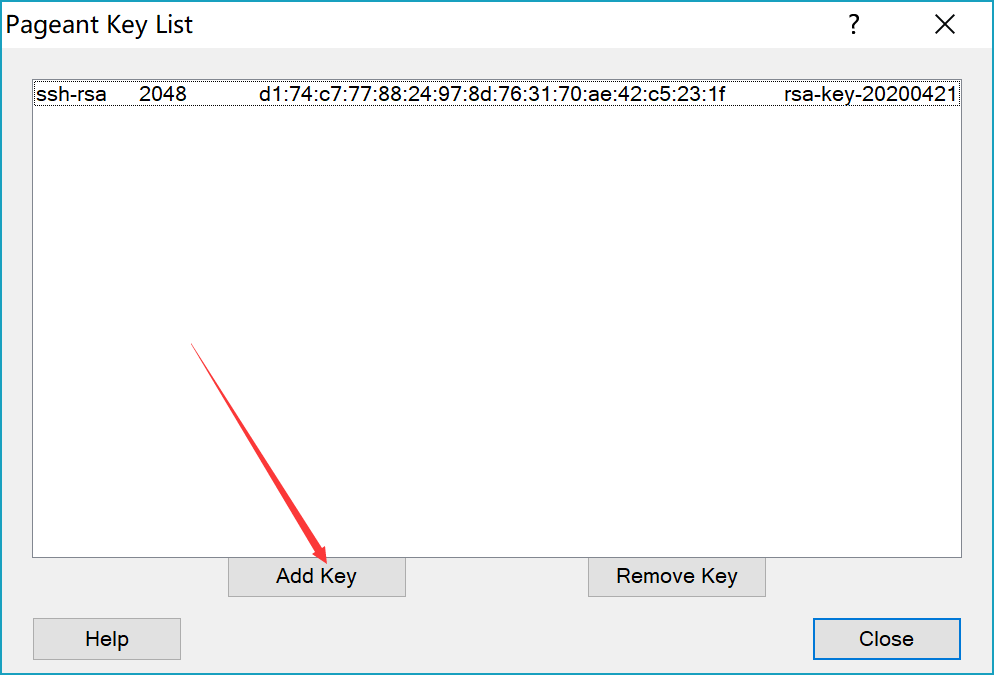 Pageant Key List ?
ssh-rsa 2048 d1:74:c7:77:88:24:97:8d:76:31:70:ae:42:c5:23:1f rsa-key-20200421
Add Key Remove Key
Help Close